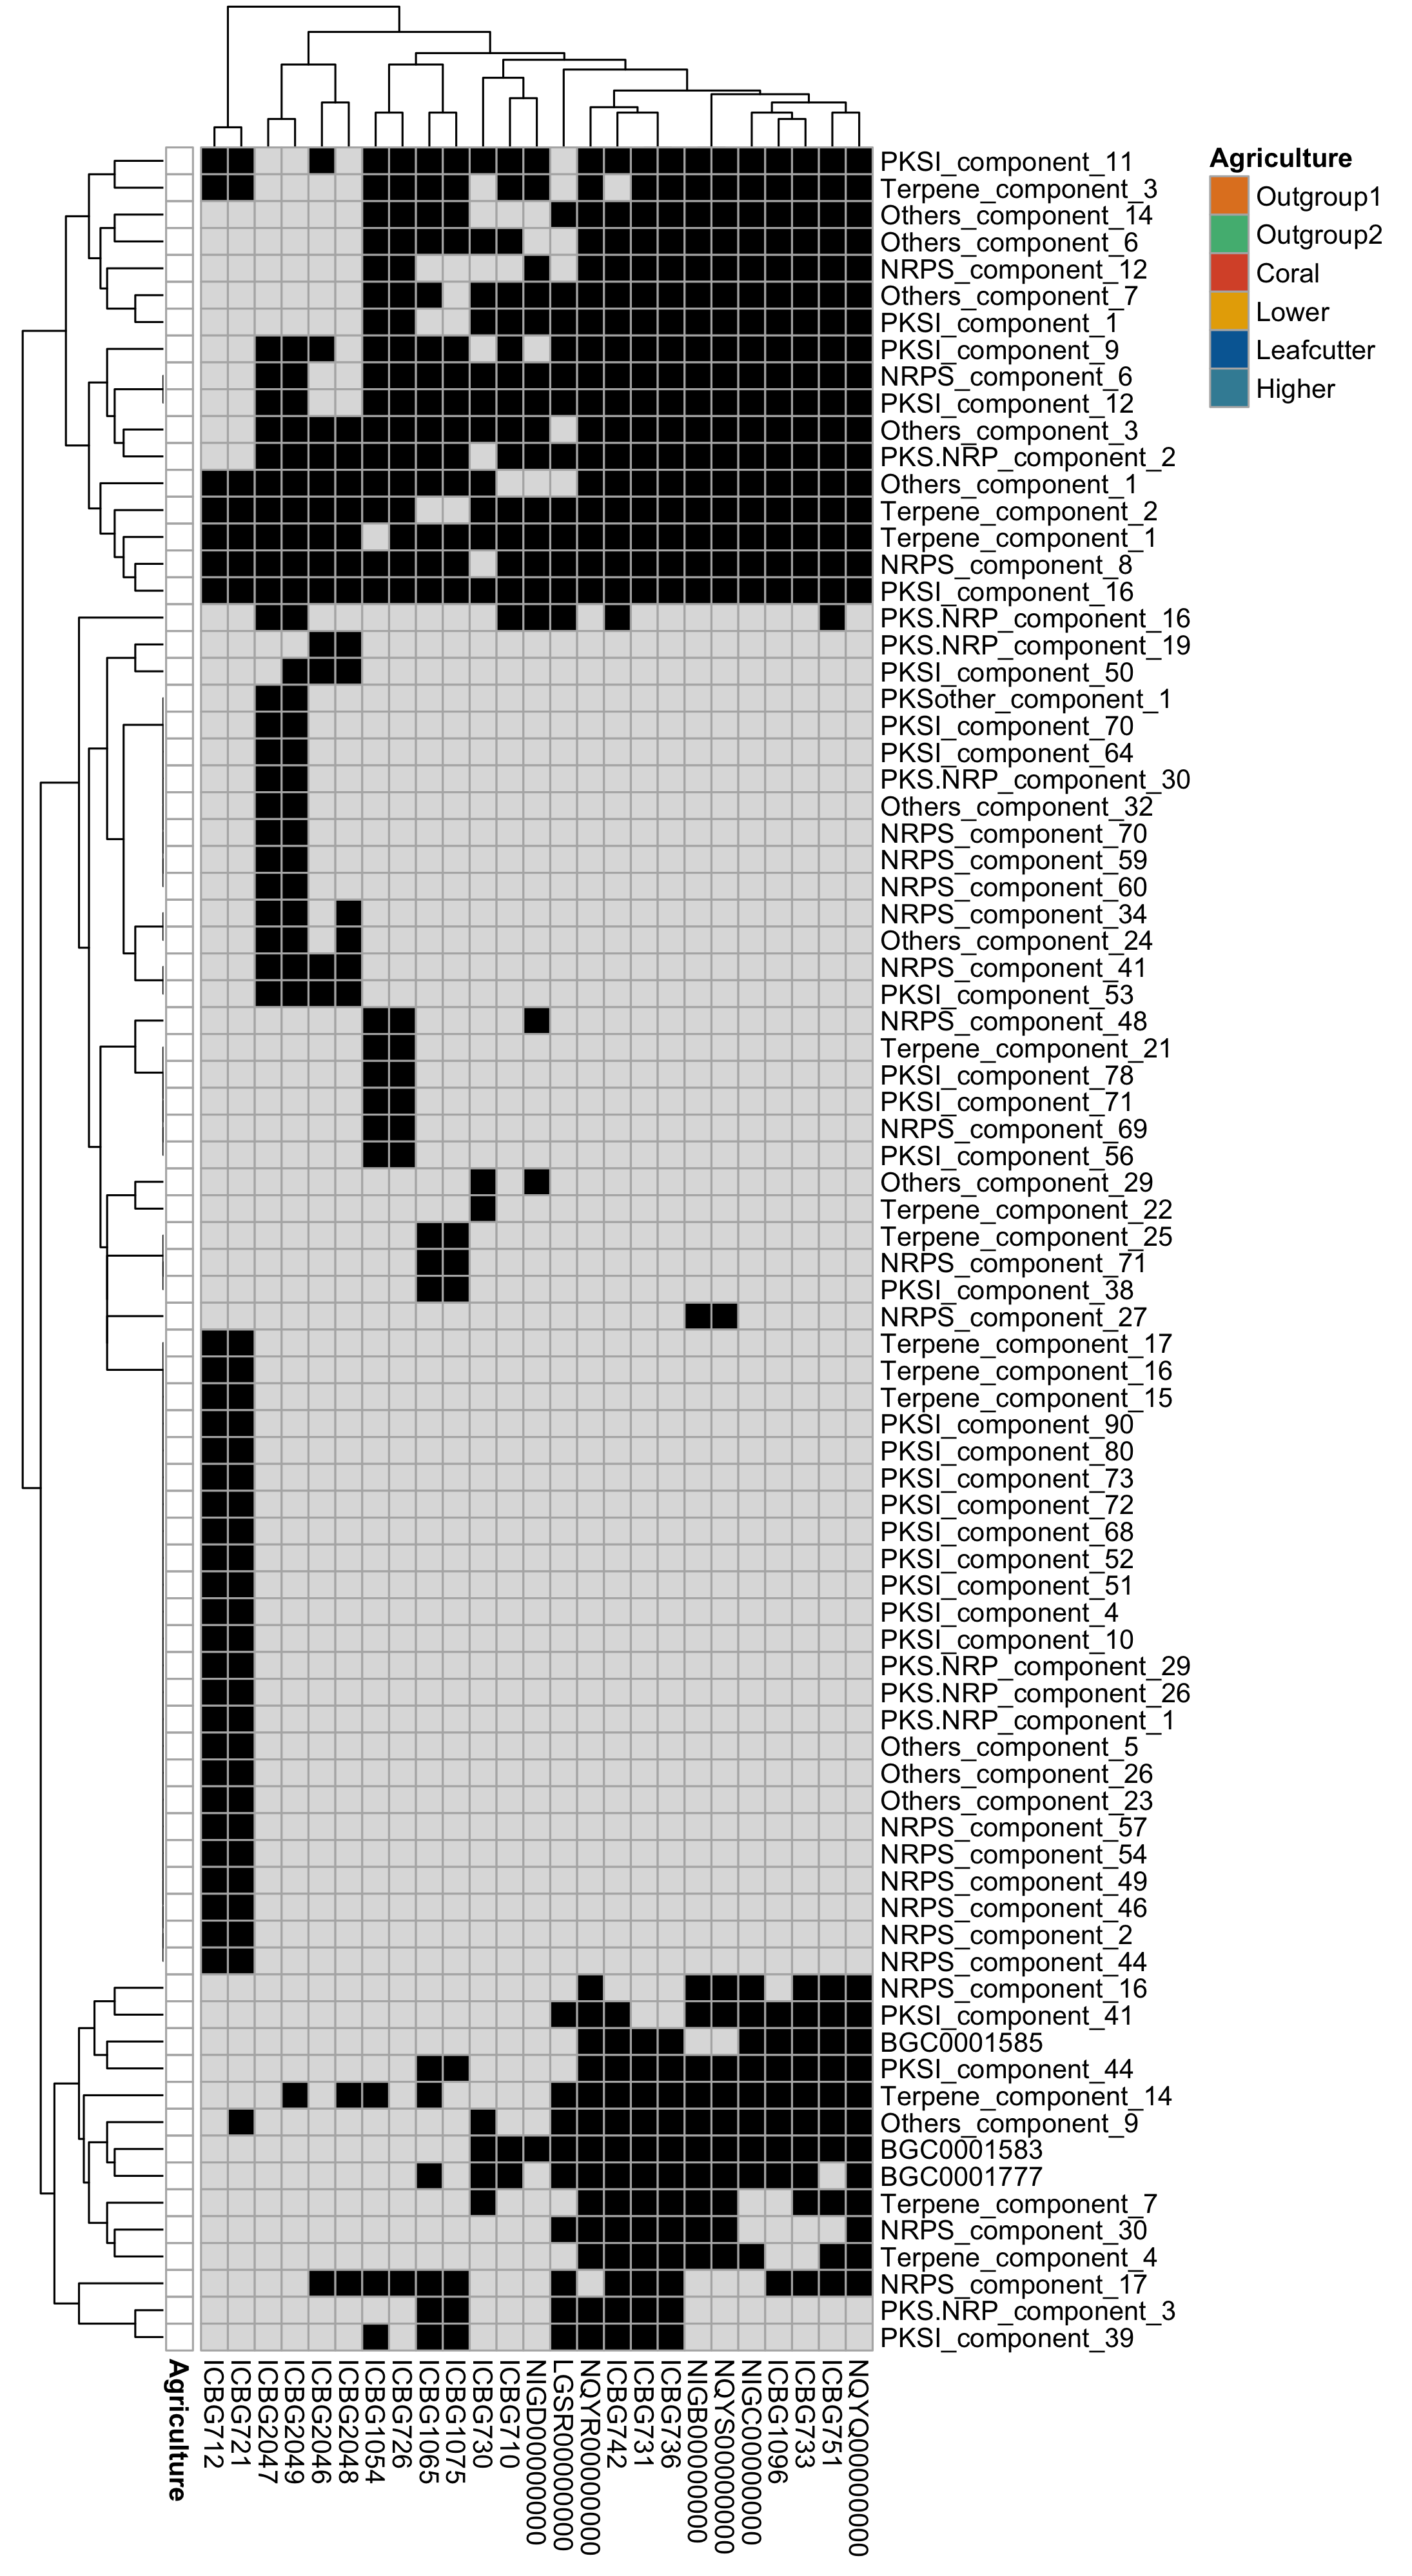 PKSI_component_11
Terpene_component_3
Others_component_14
Others_component_6
NRPS_component_12
Others_component_7
PKSI_component_1
PKSI_component_9
NRPS_component_6
PKSI_component_12
Others_component_3
PKS.NRP_component_2
Others_component_1
Terpene_component_2
Terpene_component_1
NRPS_component_8
PKSI_component_16
PKS.NRP_component_16
PKS.NRP_component_19
PKSI_component_50
PKSother_component_1
PKSI_component_70
PKSI_component_64
PKS.NRP_component_30
Others_component_32
NRPS_component_70
NRPS_component_59
NRPS_component_60
NRPS_component_34
Others_component_24
NRPS_component_41
PKSI_component_53
NRPS_component_48
Terpene_component_21
PKSI_component_78
PKSI_component_71
NRPS_component_69
PKSI_component_56
Others_component_29
Terpene_component_22
Terpene_component_25
NRPS_component_71
PKSI_component_38
NRPS_component_27
Terpene_component_17
Terpene_component_16
Terpene_component_15
PKSI_component_90
PKSI_component_80
PKSI_component_73
PKSI_component_72
PKSI_component_68
PKSI_component_52
PKSI_component_51
PKSI_component_4
PKSI_component_10
PKS.NRP_component_29
PKS.NRP_component_26
PKS.NRP_component_1
Others_component_5
Others_component_26
Others_component_23
NRPS_component_57
NRPS_component_54
NRPS_component_49
NRPS_component_46
NRPS_component_2
NRPS_component_44
NRPS_component_16
PKSI_component_41
BGC0001585
PKSI_component_44
Terpene_component_14
Others_component_9
BGC0001583
BGC0001777
Terpene_component_7
NRPS_component_30
Terpene_component_4
NRPS_component_17
PKS.NRP_component_3
PKSI_component_39
Agriculture
Outgroup1
Outgroup2
Coral
Lower
Leafcutter
Higher
Agriculture
ICBG712
ICBG721
ICBG2047
ICBG2049
ICBG2046
ICBG2048
ICBG1054
ICBG726
ICBG1065
ICBG1075
ICBG730
ICBG710
NIGD00000000
LGSR00000000
NQYR00000000
ICBG742
ICBG731
ICBG736
NIGB00000000
NQYS00000000
NIGC00000000
ICBG1096
ICBG733
ICBG751
NQYQ00000000